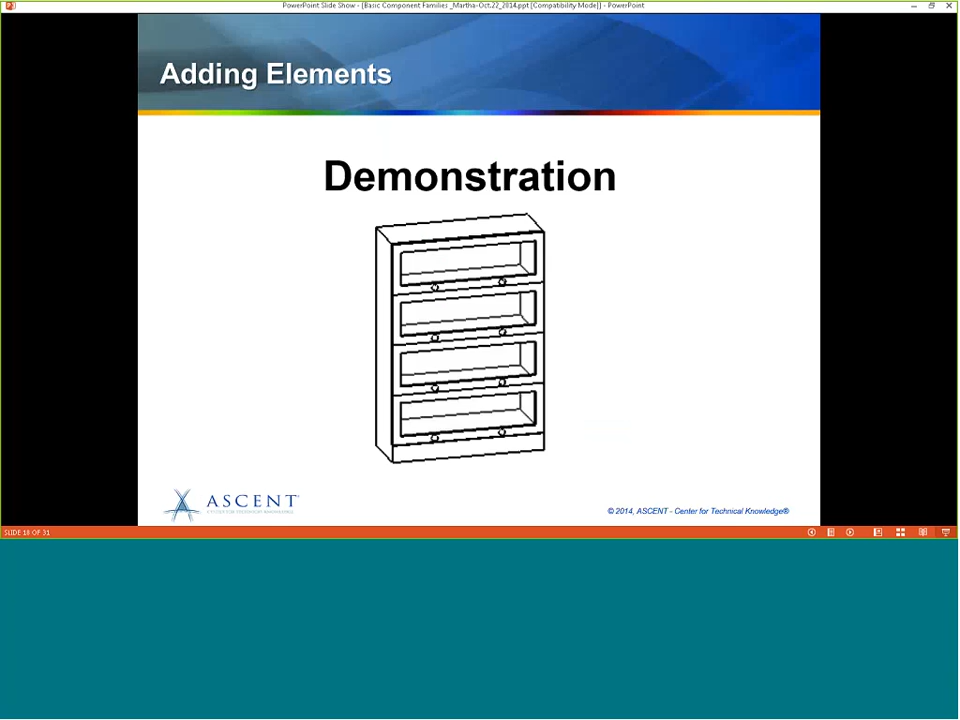 PowerPoint Slide Show - [Basic Component Families _Martha-Oct.22_2014.ppt [Compatibility Mode]] - PowerPoint
Adding Elements
Demonstration
ASCENT
© 2014, ASCENT - Center for Technical Knowledge®
SLIDE 18 OF 31